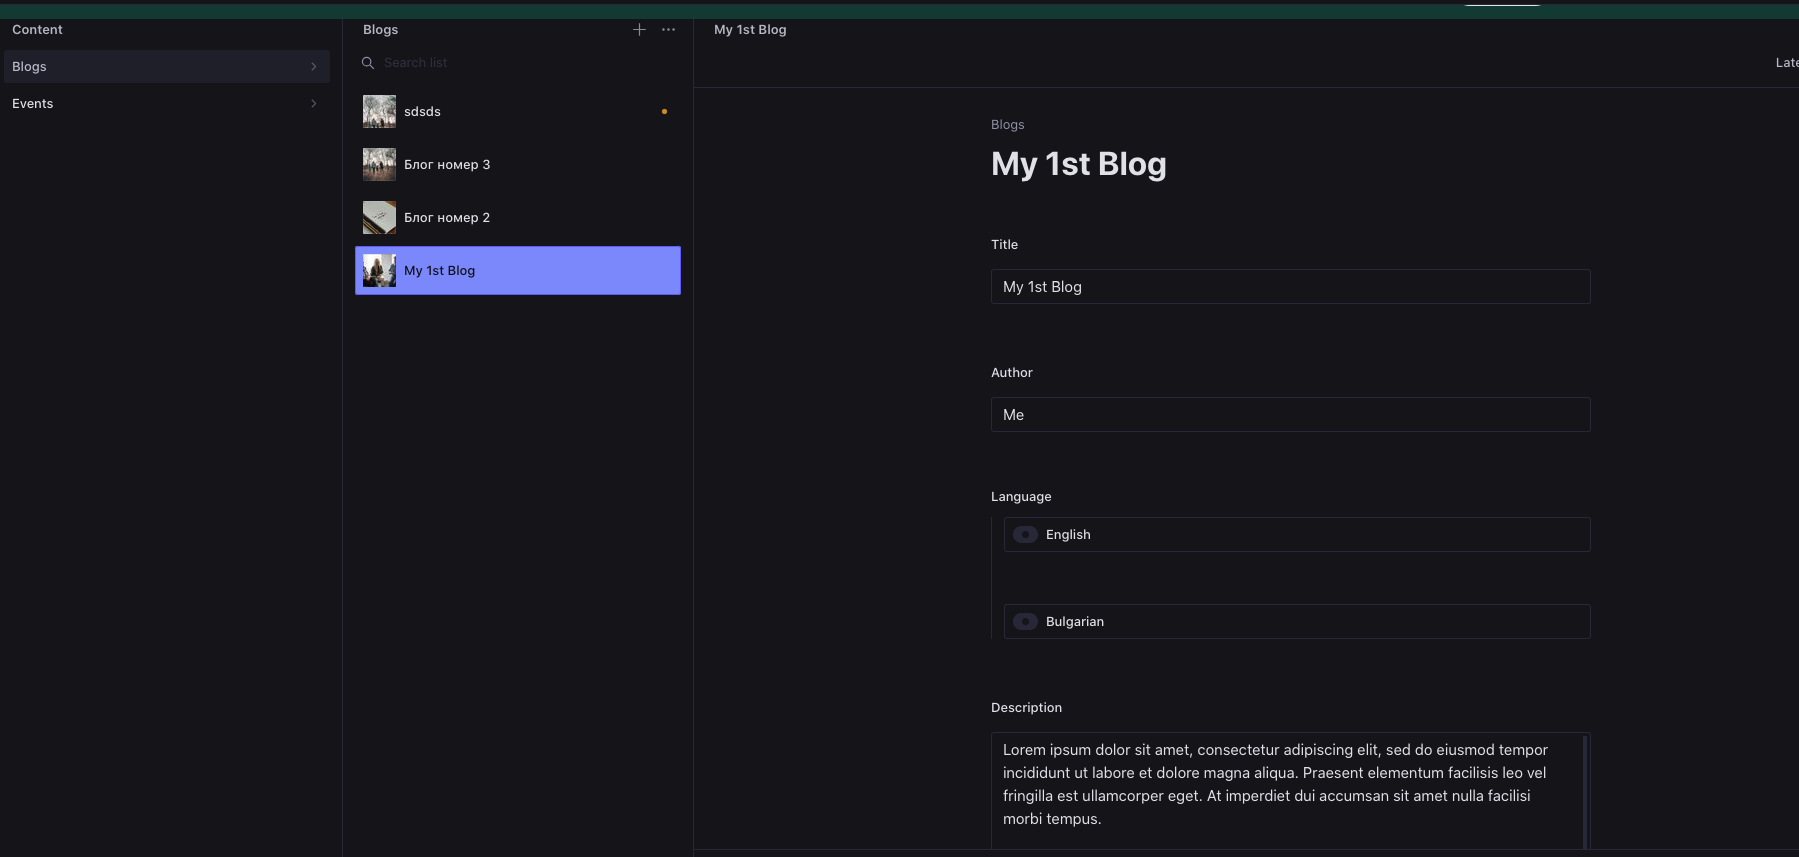 Content
Blogs
Events
Blogs
Search list
sdsds
Блог номер 3
Блог номер 2
My 1st Blog
My 1st Blog
Late
Blogs
My 1st Blog
Title
My 1st Blog
Author
Me
Language
English
Bulgarian
Description
Lorem ipsum dolor sit amet, consectetur adipiscing elit, sed do eiusmod tempor
incididunt ut labore et dolore magna aliqua. Praesent elementum facilisis leo vel
fringilla est ullamcorper eget. At imperdiet dui accumsan sit amet nulla facilisi
morbi tempus.